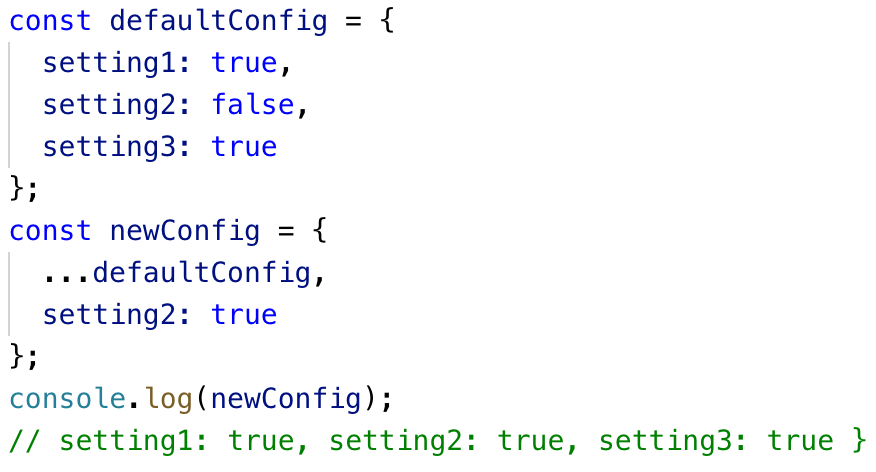 const defaultConfig = {
  setting1: true,
  setting2: false,
  setting3: true
};
const newConfig = {
  ...defaultConfig,
  setting2: true
};
console.log(newConfig);
// setting1: true, setting2: true, setting3: true }